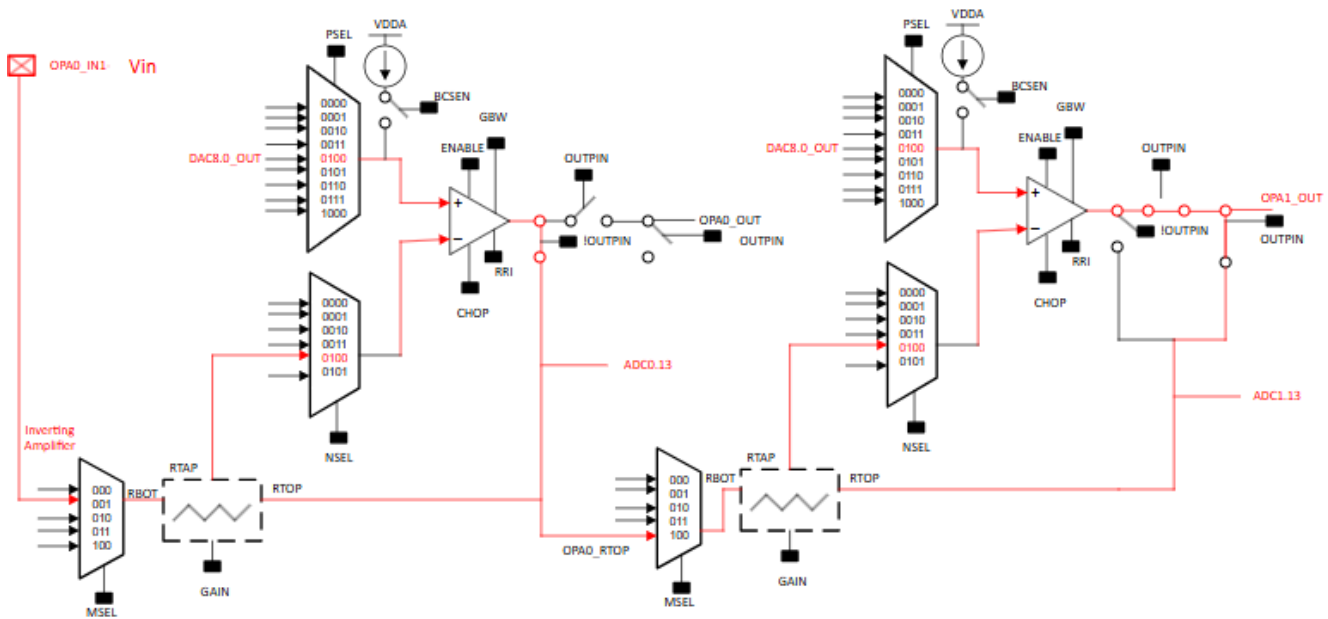 OPA0_IN1 Vin
PSEL
VDDA
BCSEN
GBW
ENABLE
0000
0001
0010
0011
0100
0101
0110
0111
1000
DAC8.0_OUT
+
−
OUTPIN
!OUTPIN
OPA0_OUT
OUTPIN
RRI
CHOP
0000
0001
0010
0011
0100
0101
NSEL
ADC0.13
Inverting
Amplifier
000
001
010
011
100
MSEL
RBOT
RTAP
RTOP
GAIN
OPA0_RTOP
PSEL
VDDA
BCSEN
GBW
ENABLE
0000
0001
0010
0011
0100
0101
0110
0111
1000
DAC8.0_OUT
+
−
OUTPIN
!OUTPIN
OPA1_OUT
OUTPIN
RRI
CHOP
0000
0001
0010
0011
0100
0101
NSEL
ADC1.13
000
001
010
011
100
MSEL
RBOT
RTAP
RTOP
GAIN